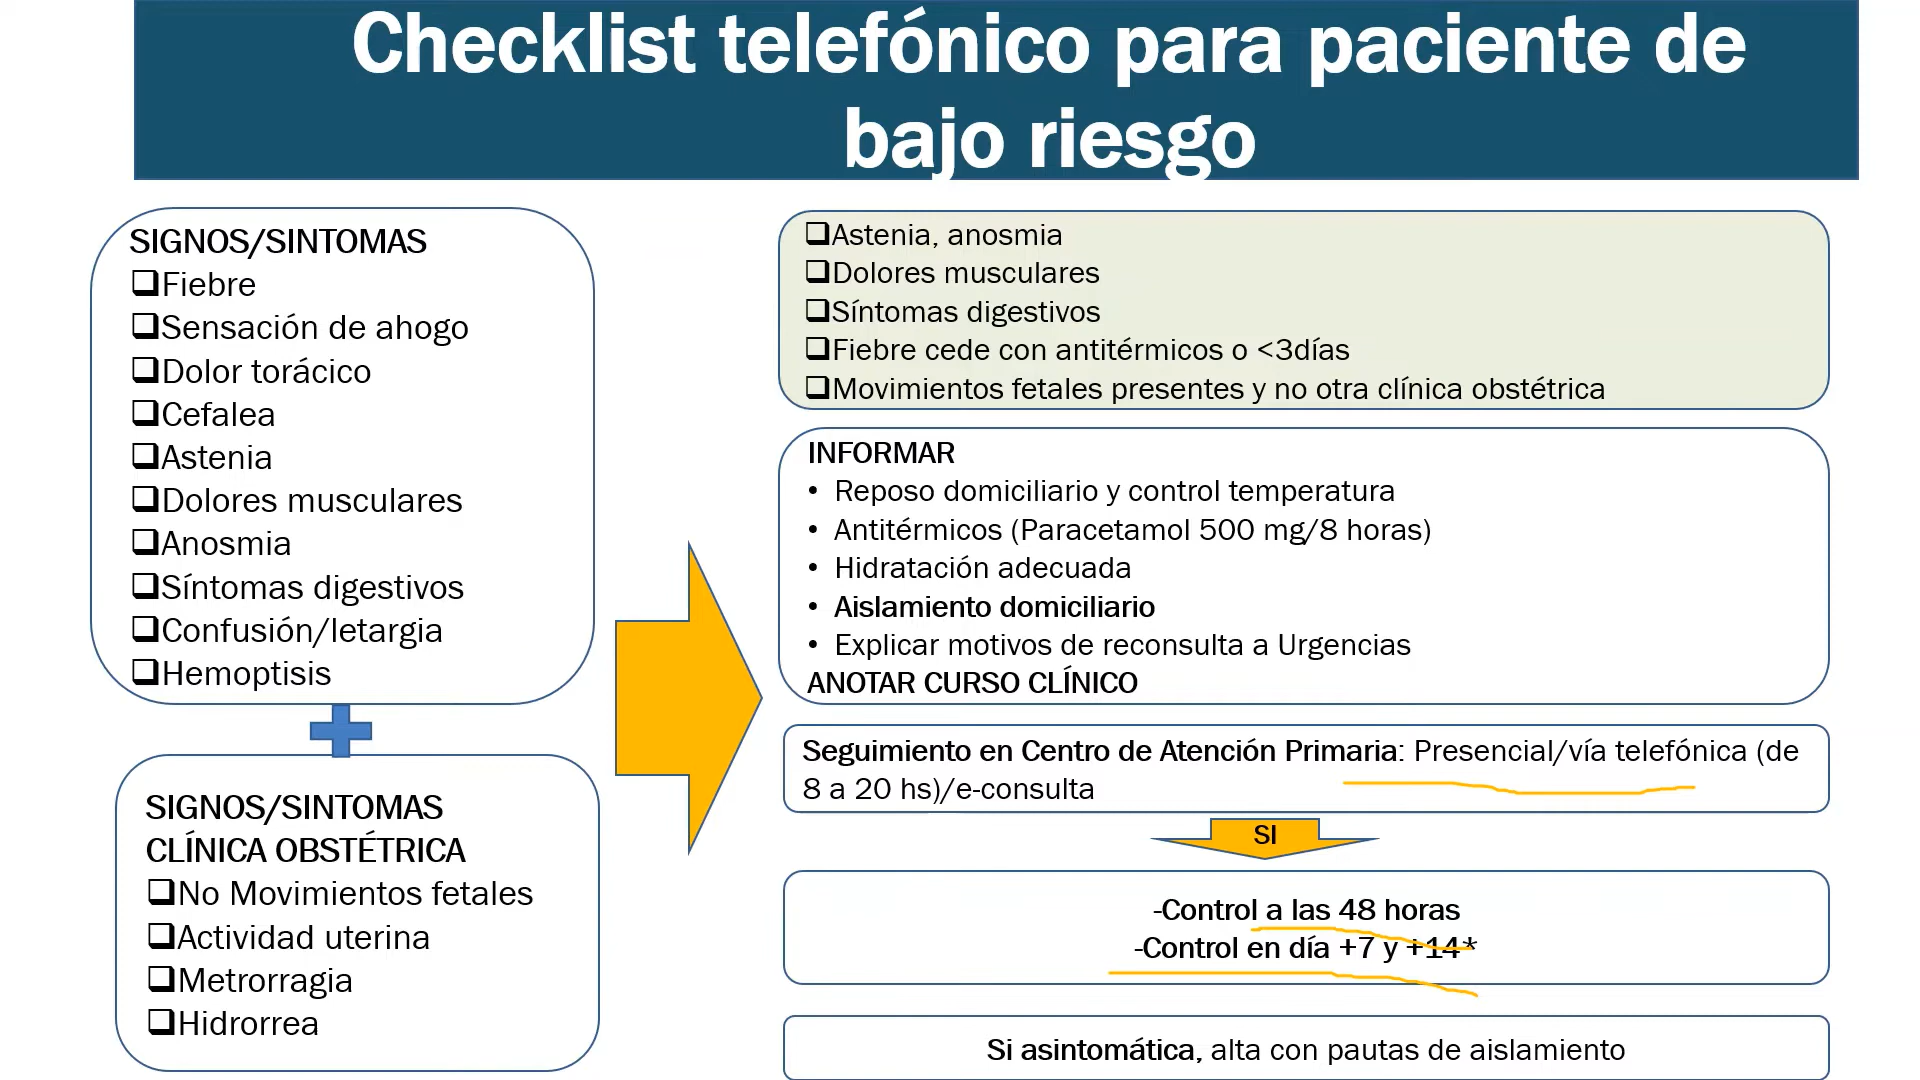 Checklist telefónico para paciente de
bajo riesgo
SIGNOS/SINTOMAS
❑Fiebre
❑Sensación de ahogo
❑Dolor torácico
❑Cefalea
❑Astenia
❑Dolores musculares
❑Anosmia
❑Síntomas digestivos
❑Confusión/letargia
❑Hemoptisis
SIGNOS/SINTOMAS
CLÍNICA OBSTÉTRICA
❑No Movimientos fetales
❑Actividad uterina
❑Metrorragia
❑Hidrorrea
❑Astenia, anosmia
❑Dolores musculares
❑Síntomas digestivos
❑Fiebre cede con antitérmicos o <3días
❑Movimientos fetales presentes y no otra clínica obstétrica
INFORMAR
• Reposo domiciliario y control temperatura
• Antitérmicos (Paracetamol 500 mg/8 horas)
• Hidratación adecuada
• Aislamiento domiciliario
• Explicar motivos de reconsulta a Urgencias
ANOTAR CURSO CLÍNICO
Seguimiento en Centro de Atención Primaria: Presencial/vía telefónica (de
8 a 20 hs)/e-consulta
SI
-Control a las 48 horas
-Control en día +7 y +14*
Si asintomática, alta con pautas de aislamiento